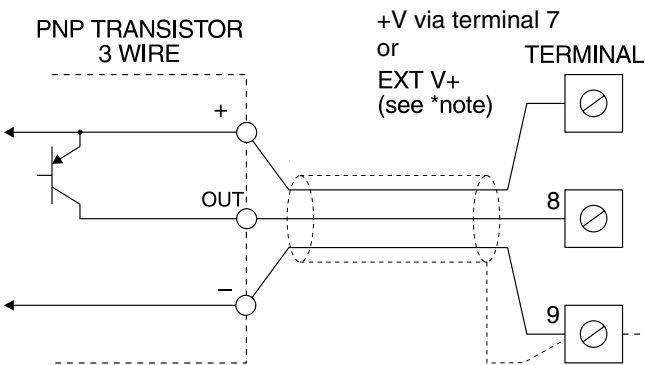 PNP TRANSISTOR
3 WIRE
+V via terminal 7
or
EXT V+
(see *note)
TERMINAL
+
OUT
8
–
9